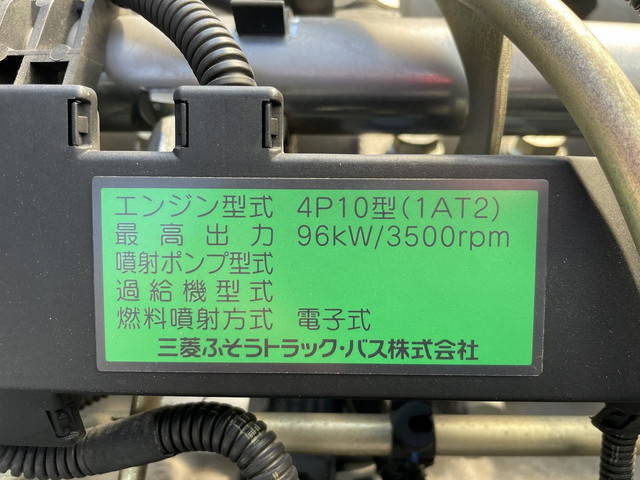 エンジン型式 4P10型(1AT2)
最高出力 96kW/3500rpm
噴射ポンプ型式
過給機型式
燃料噴射方式 電子式
三菱ふそうトラック・バス株式会社